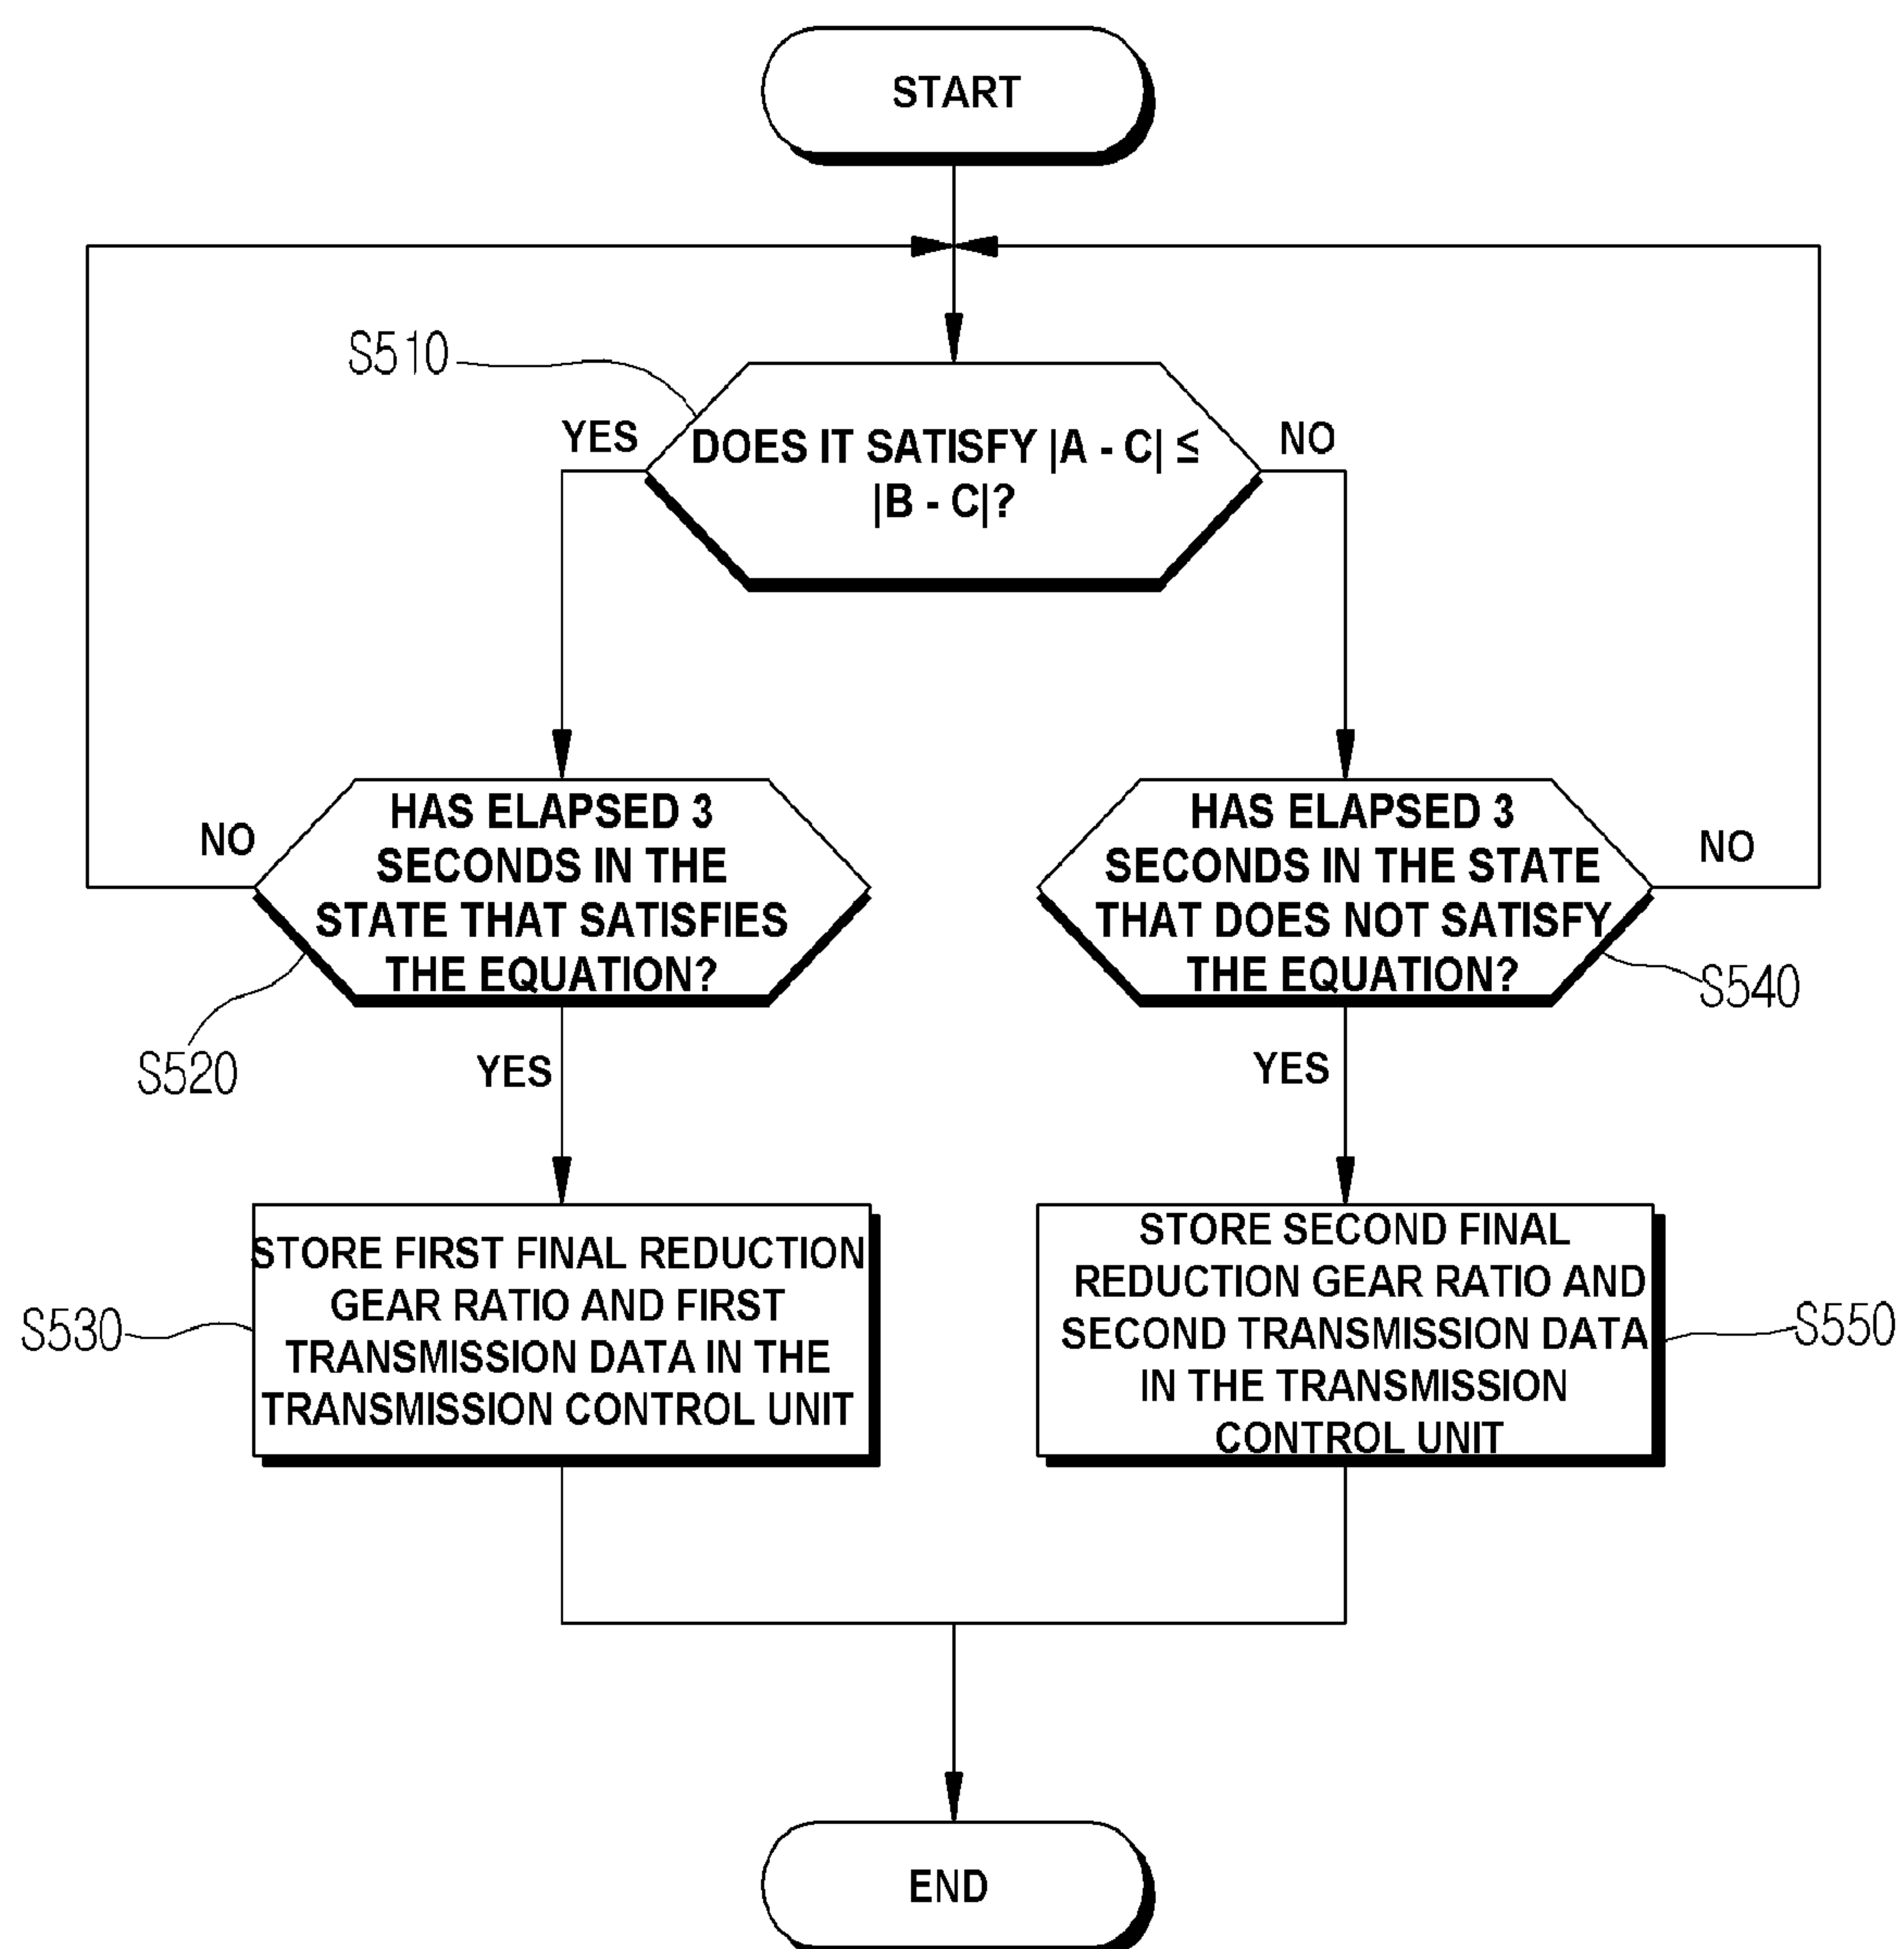 START
S510
YES
DOES IT SATISFY |A - C| ≤
|B - C|?
NO
NO
HAS ELAPSED 3
SECONDS IN THE
STATE THAT SATISFIES
THE EQUATION?
S520
YES
HAS ELAPSED 3
SECONDS IN THE STATE
THAT DOES NOT SATISFY
THE EQUATION?
NO
S540
YES
STORE FIRST FINAL REDUCTION
GEAR RATIO AND FIRST
TRANSMISSION DATA IN THE
TRANSMISSION CONTROL UNIT
S530
STORE SECOND FINAL
REDUCTION GEAR RATIO AND
SECOND TRANSMISSION DATA
IN THE TRANSMISSION
CONTROL UNIT
S550
END